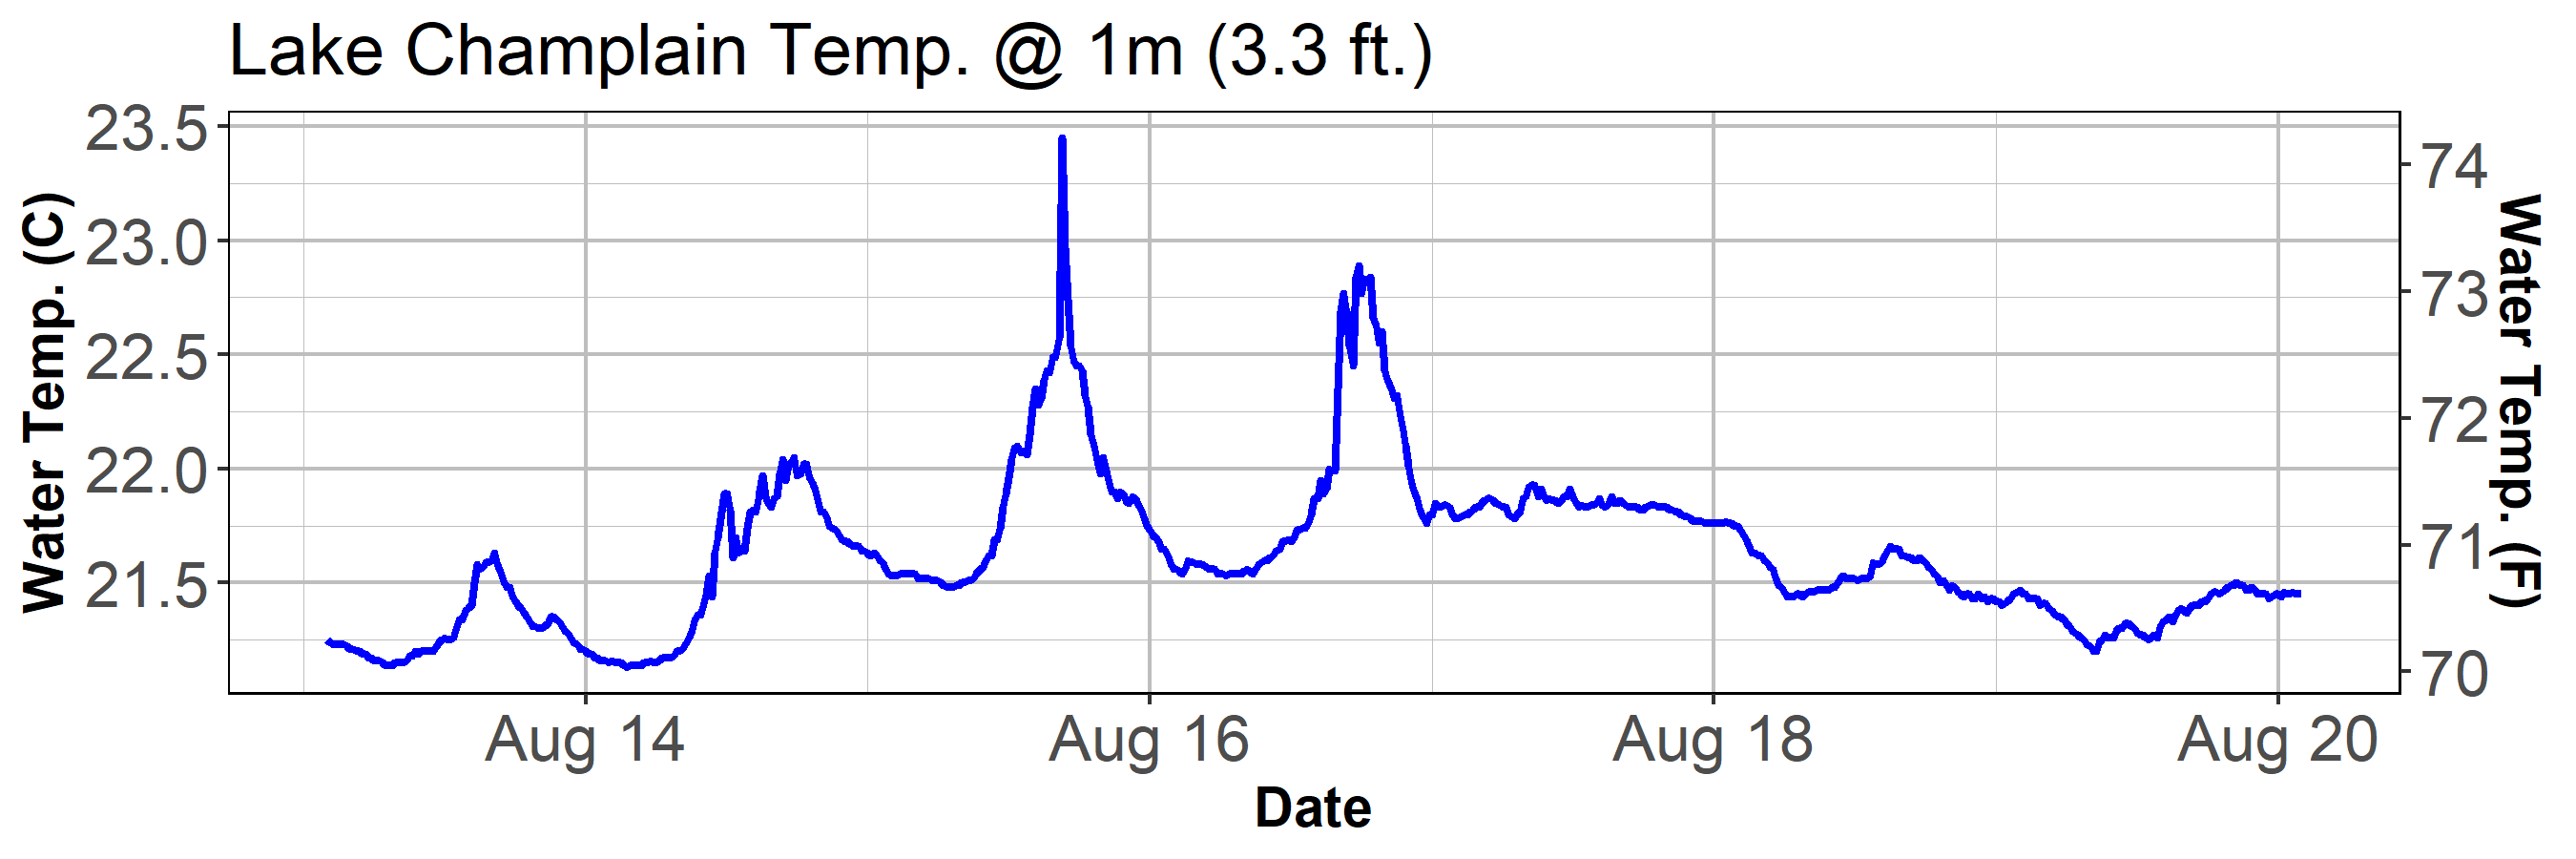 Lake Champlain Temp. @ 1m (3.3 ft.)
Water Temp. (C)
23.5
23.0
22.5
22.0
21.5
74
73
72
71
70
Water Temp. (F)
Aug 14
Aug 16
Aug 18
Aug 20
Date